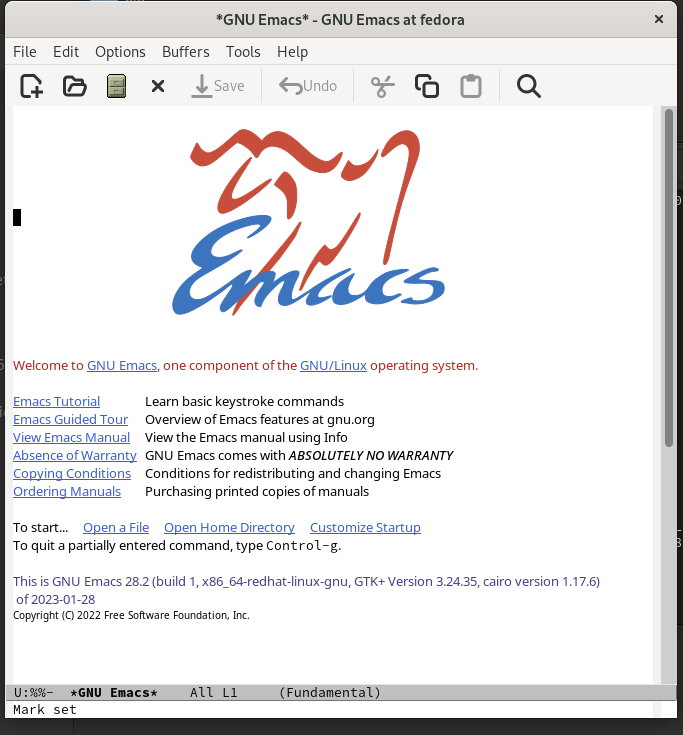 *GNU Emacs* - GNU Emacs at fedora
File Edit Options Buffers Tools Help
Save Undo
Emacs
Welcome to GNU Emacs, one component of the GNU/Linux operating system.
Emacs Tutorial Learn basic keystroke commands
Emacs Guided Tour Overview of Emacs features at gnu.org
View Emacs Manual View the Emacs manual using Info
Absence of Warranty GNU Emacs comes with ABSOLUTELY NO WARRANTY
Copying Conditions Conditions for redistributing and changing Emacs
Ordering Manuals Purchasing printed copies of manuals
To start... Open a File Open Home Directory Customize Startup
To quit a partially entered command, type Control-g.
This is GNU Emacs 28.2 (build 1, x86_64-redhat-linux-gnu, GTK+ Version 3.24.35, cairo version 1.17.6)
of 2023-01-28
Copyright (C) 2022 Free Software Foundation, Inc.
U:%%- *GNU Emacs* All L1 (Fundamental)
Mark set